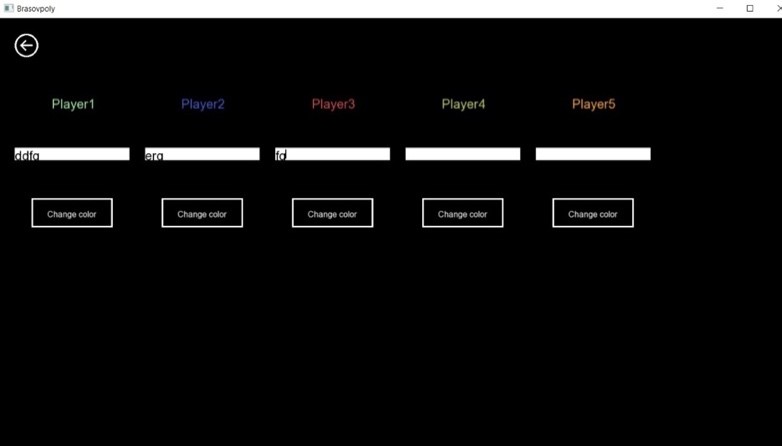 Brasovpoly
Player1 Player2 Player3 Player4 Player5
ddfg erg fd
Change color Change color Change color Change color Change color